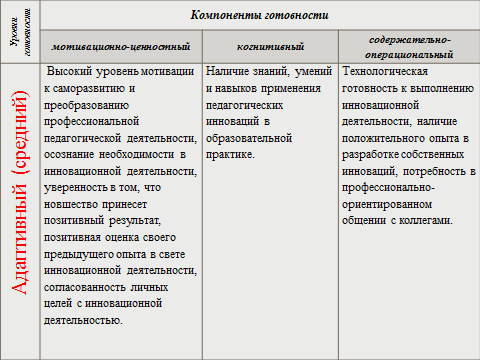 Уровни
готовности
Компоненты готовности
мотивационно-ценностный
когнитивный
содержательно-
операциональный
Адаптивный (средний)
Высокий уровень мотивации
к саморазвитию и
преобразованию
профессиональной
педагогической деятельности,
осознание необходимости в
инновационной деятельности,
уверенность в том, что
новшество принесет
позитивный результат,
позитивная оценка своего
предыдущего опыта в свете
инновационной деятельности,
согласованность личных
целей с инновационной
деятельностью.
Наличие знаний, умений
и навыков применения
педагогических
инноваций в
образовательной
практике.
Технологическая
готовность к выполнению
инновационной
деятельности, наличие
положительного опыта в
разработке собственных
инноваций, потребность в
профессионально-
ориентированном
общении с коллегами.